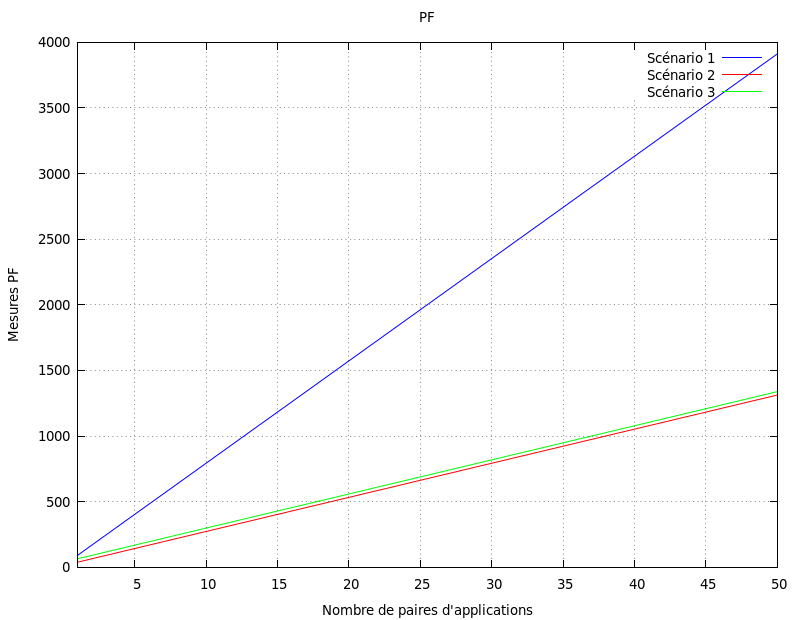 PF
4000
3500
3000
2500
2000
1500
1000
500
0
Mesures PF
Scénario 1
Scénario 2
Scénario 3
5 10 15 20 25 30 35 40 45 50
Nombre de paires d'applications